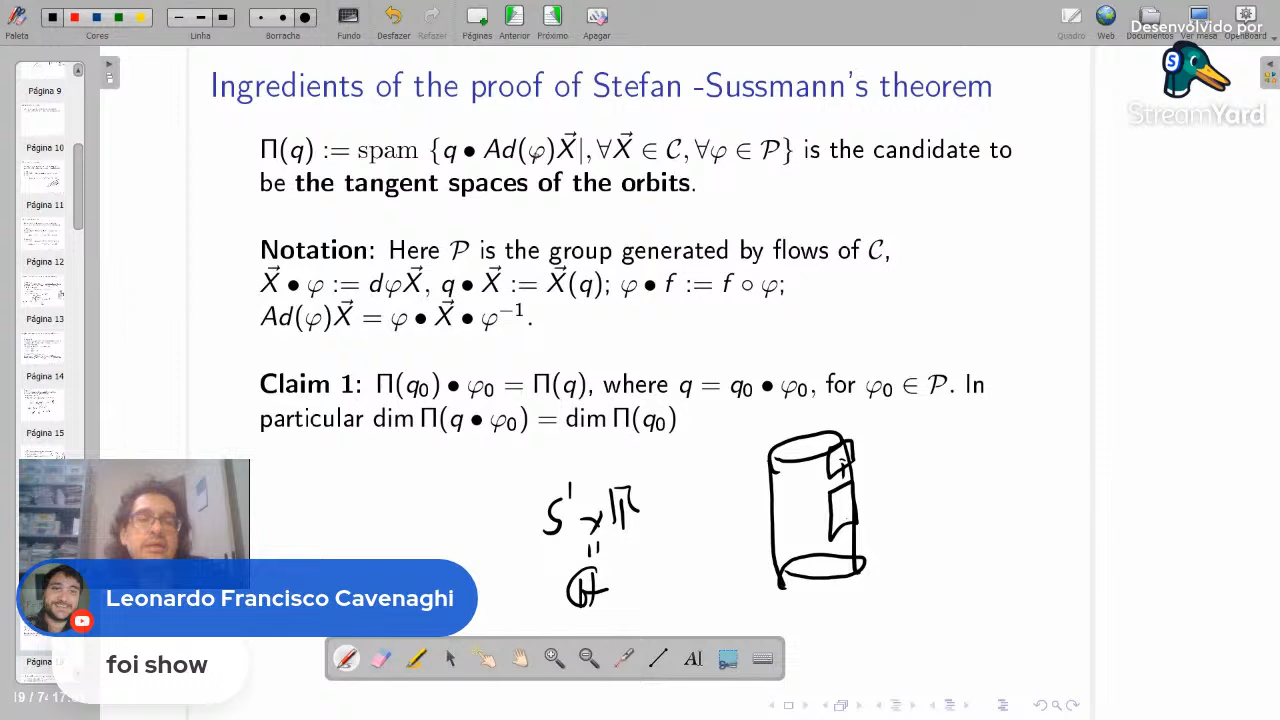 Paleta
Cores
Linha
Borracha
Fundo
Desfazer
Refazer
Páginas
Anterior
Próximo
Apagar
Quadro
Web
Documentos
Ver mesa
OpenBoard
Desenvolvido por
StreamYard
Página 9
Página 10
Página 11
Página 12
Página 13
Página 14
Página 15
Ingredients of the proof of Stefan -Sussmann's theorem
Π(q) := spam {q • Ad(φ)X⃗|, ∀X⃗ ∈ 𝒞, ∀φ ∈ 𝒫} is the candidate to
be the tangent spaces of the orbits.
Notation: Here 𝒫 is the group generated by flows of 𝒞,
X⃗ • φ := dφX⃗, q • X⃗ := X⃗(q); φ • f := f ∘ φ;
Ad(φ)X⃗ = φ • X⃗ • φ⁻¹.
Claim 1: Π(q₀) • φ₀ = Π(q), where q = q₀ • φ₀, for φ₀ ∈ 𝒫. In
particular dim Π(q • φ₀) = dim Π(q₀)
S¹ x
Leonardo Francisco Cavenaghi
foi show